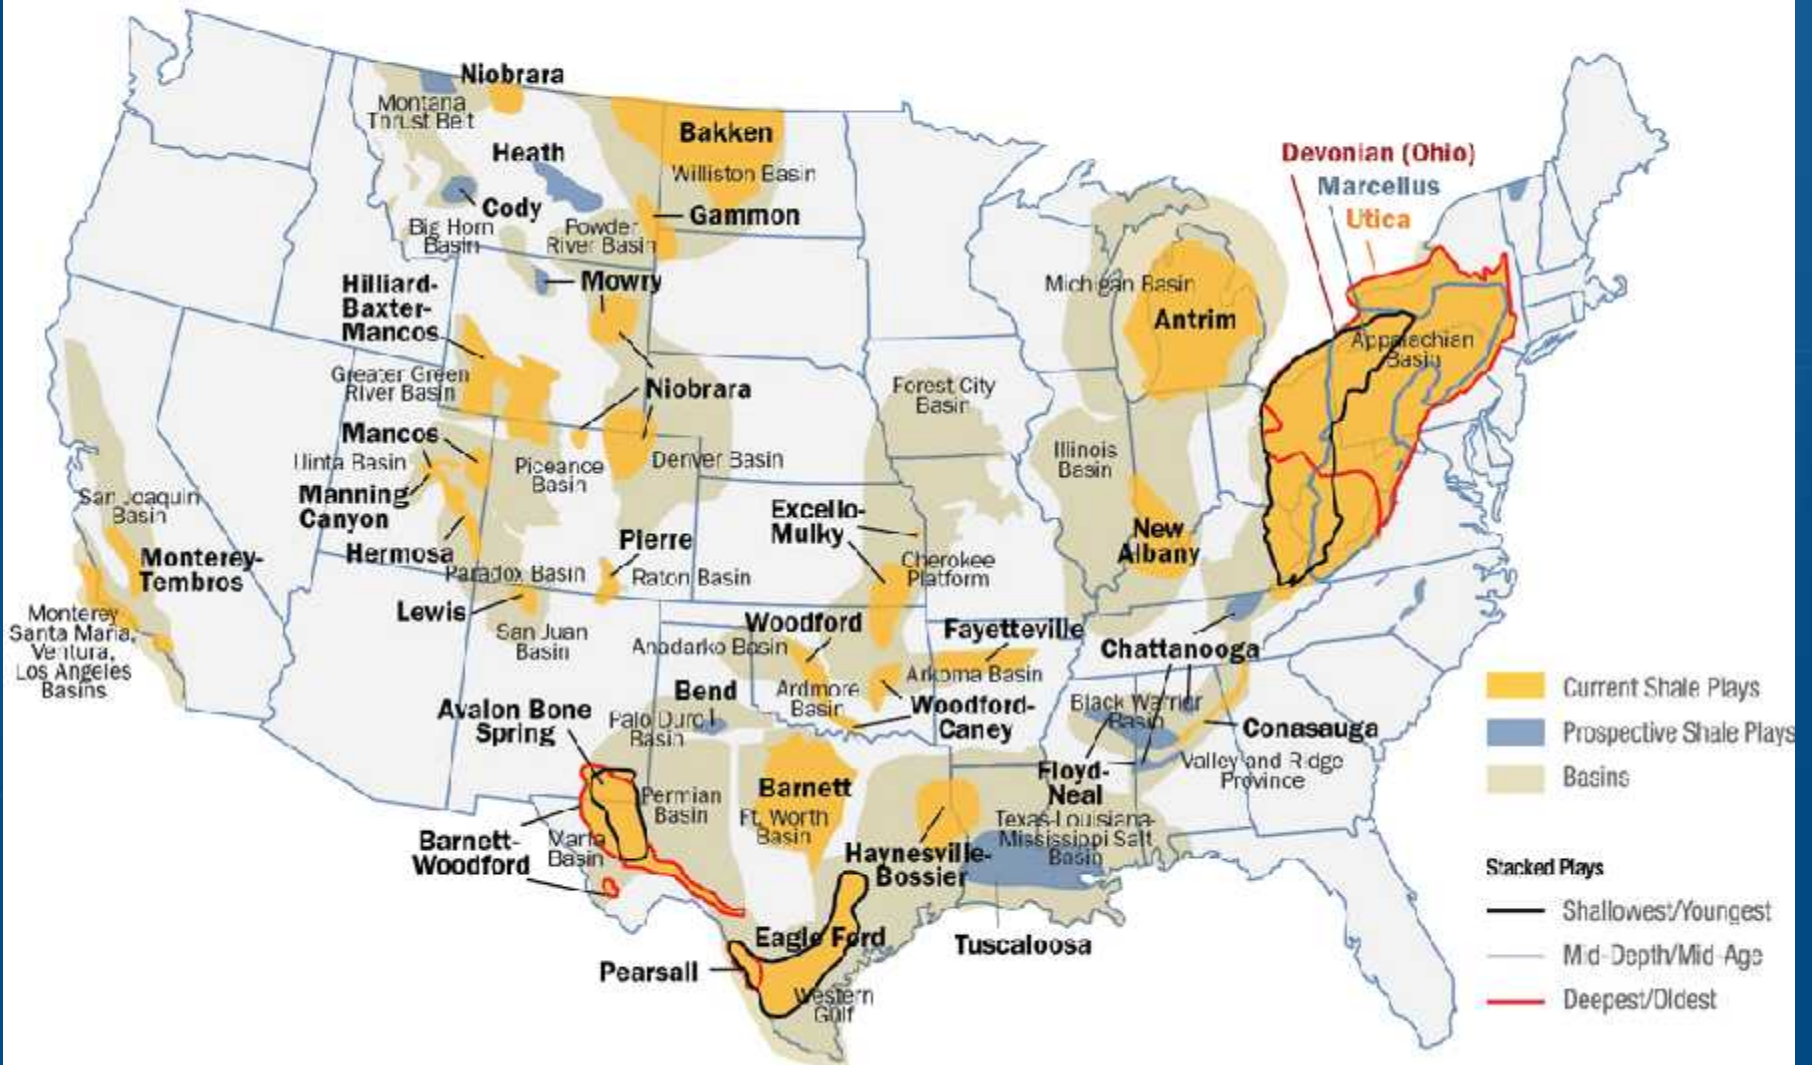 Niobrara
Montana
Thrust Belt
Bakken
Williston Basin
Heath
Cody
Big Horn
Basin
Powder
River Basin
Gammon
Mowry
Hilliard-
Baxter-
Mancos
Greater Green
River Basin
Niobrara
Mancos
Uinta Basin
Piceance
Basin
Denver Basin
Manning
Canyon
Hermosa
Paradox Basin
Pierre
Raton Basin
Lewis
San Juan
Basin
San Joaquin
Basin
Monterey-
Tembros
Monterey
Santa Maria,
Ventura,
Los Angeles
Basins
Forest City
Basin
Excello-
Mulky
Cherokee
Platform
Woodford
Anadarko Basin
Ardmore
Basin
Fayetteville
Arkoma Basin
Woodford-
Caney
Bend
Palo Duro
Basin
Avalon Bone
Spring
Permian
Basin
Marfa
Basin
Barnett-
Woodford
Barnett
Ft. Worth
Basin
Haynesville-
Bossier
Eagle Ford
Pearsall
Western
Gulf
Tuscaloosa
Texas-Louisiana-
Mississippi Salt
Basin
Floyd-
Neal
Black Warrior
Basin
Chattanooga
Conasauga
Valley and Ridge
Province
Michigan Basin
Antrim
Illinois
Basin
New
Albany
Devonian (Ohio)
Marcellus
Utica
Appalachian
Basin
Current Shale Plays
Prospective Shale Plays
Basins
Stacked Plays
Shallowest/Youngest
Mid-Depth/Mid-Age
Deepest/Oldest